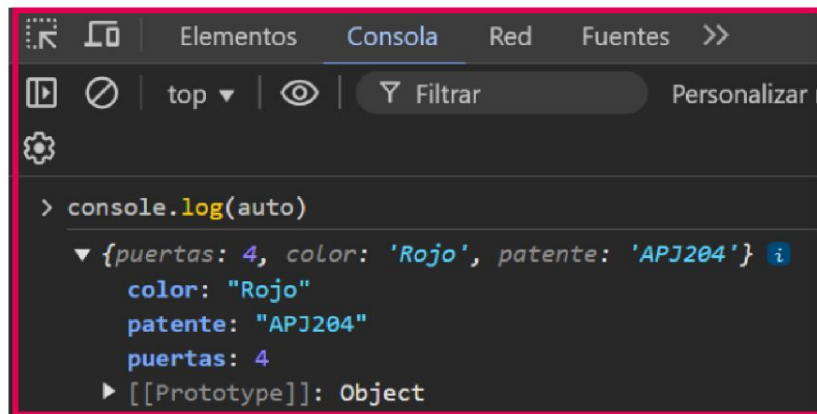 Elementos Consola Red Fuentes
top Filtrar Personalizar
console.log(auto)
{puertas: 4, color: 'Rojo', patente: 'APJ204'} i
color: "Rojo"
patente: "APJ204"
puertas: 4
[[Prototype]]: Object